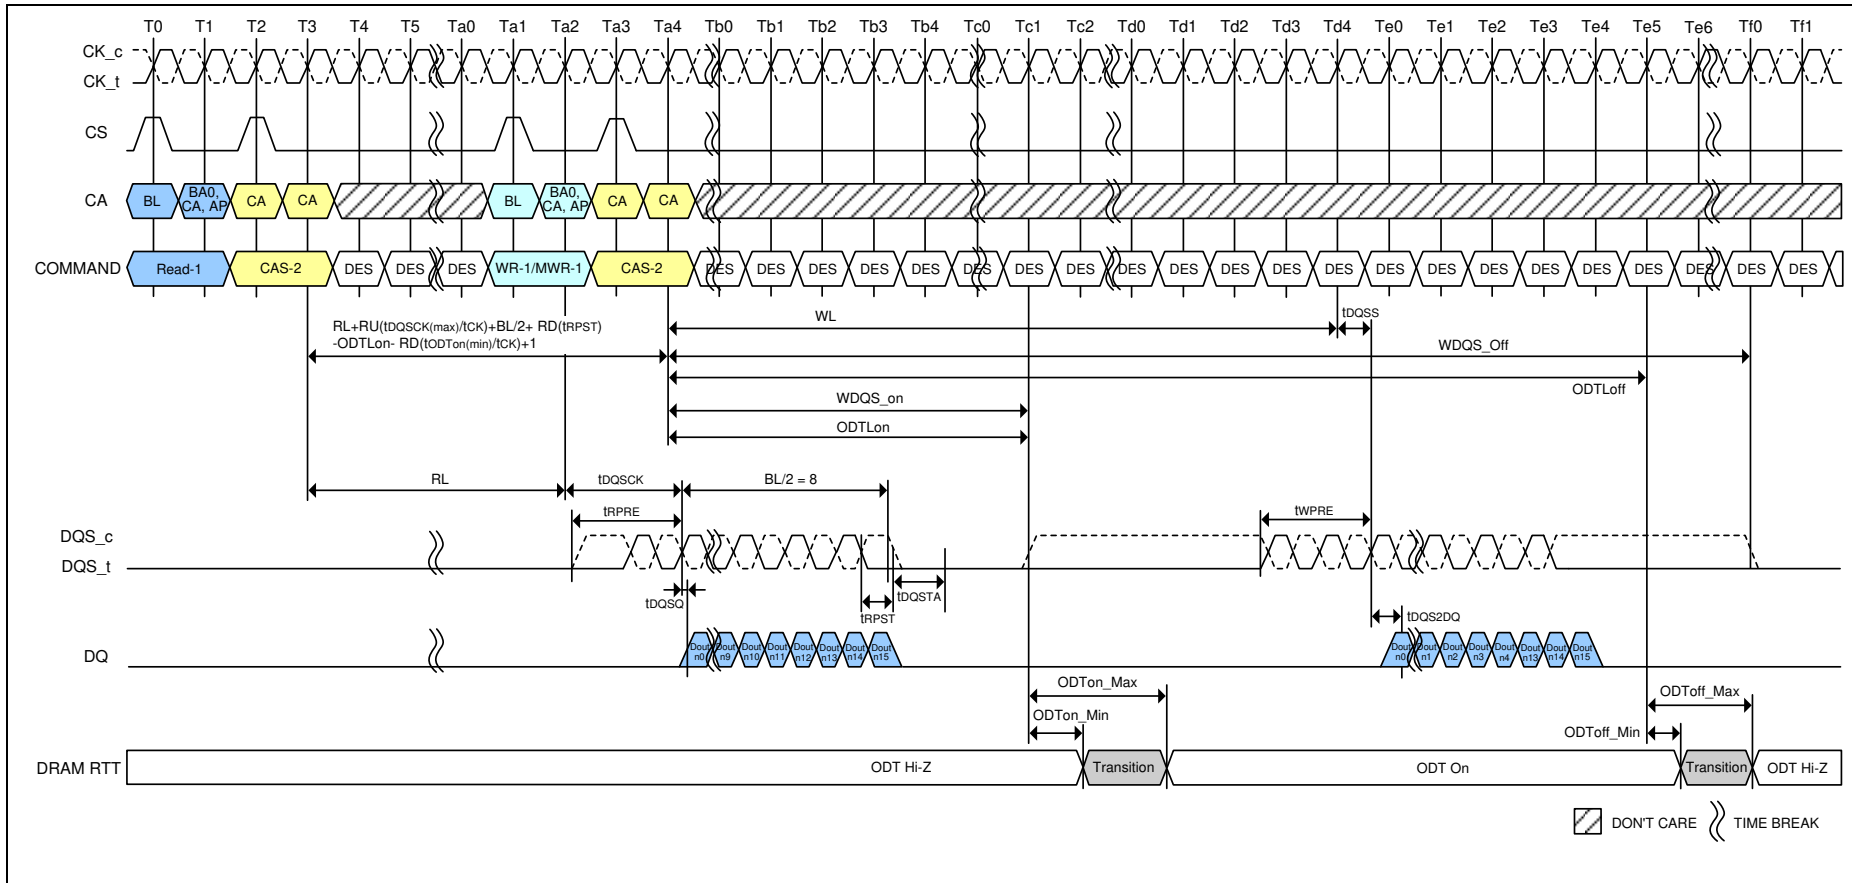 T0 T1 T2 T3 T4 T5 Ta0 Ta1 Ta2 Ta3 Ta4 Tb0 Tb1 Tb2 Tb3 Tb4 Tc0 Tc1 Tc2 Td0 Td1 Td2 Td3 Td4 Te0 Te1 Te2 Te3 Te4 Te5 Te6 Tf0 Tf1
CK_c
CK_t
CS
CA BL BA0, CA, AP CA CA BL BA0, CA, AP CA CA
COMMAND Read-1 CAS-2 DES DES DES WR-1/MWR-1 CAS-2 DES DES DES DES DES DES DES DES DES DES DES DES DES DES DES DES DES DES DES DES DES DES
WL tDQSS
RL+RU(tDQSCK(max)/tCK)+BL/2+ RD(tRPST)
-ODTLon- RD(tODTon(min)/tCK)+1
WDQS_Off
ODTLoff
WDQS_on
ODTLon
RL tDQSCK BL/2 = 8
tRPRE tWPRE
DQS_c
DQS_t
tDQSQ tRPST tDQSTA tDQS2DQ
DQ Dout n0 Dout n9 Dout n10 Dout n11 Dout n12 Dout n13 Dout n14 Dout n15 Dout n0 Dout n1 Dout n2 Dout n3 Dout n4 Dout n13 Dout n14 Dout n15
ODTon_Max ODToff_Max
ODTon_Min ODToff_Min
DRAM RTT ODT Hi-Z Transition ODT On Transition ODT Hi-Z
DON'T CARE TIME BREAK